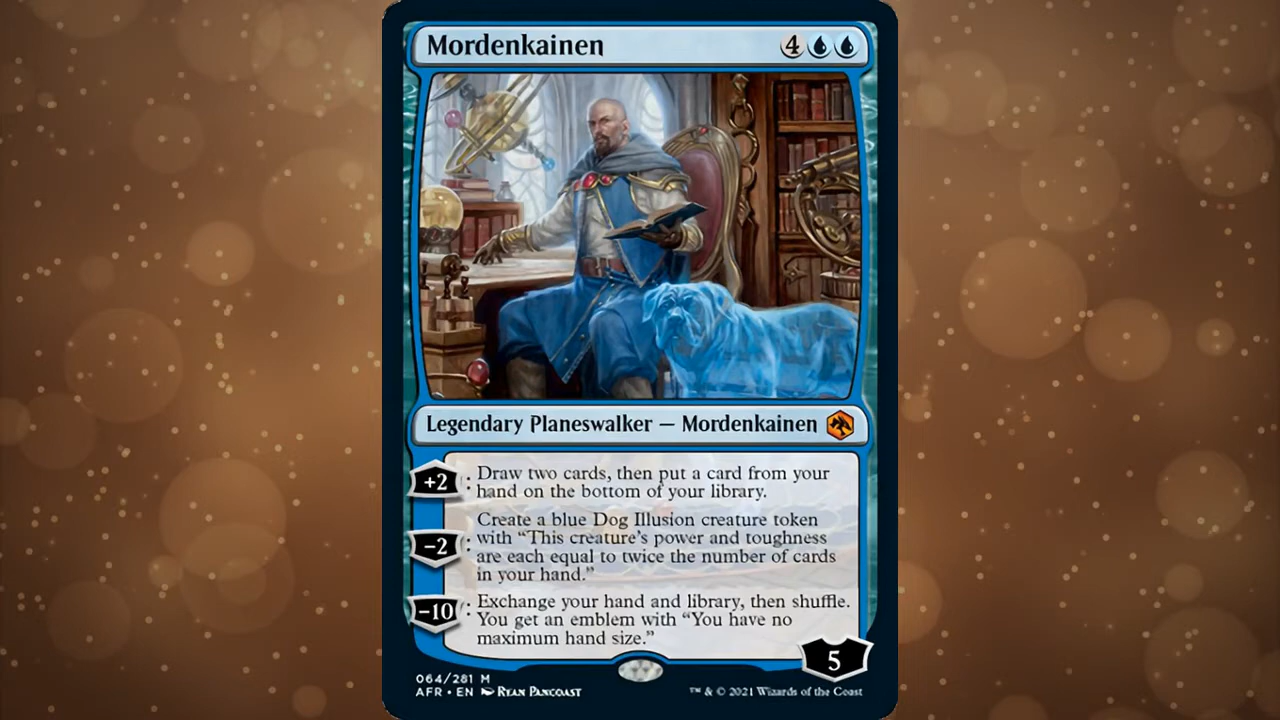 Mordenkainen 4
Legendary Planeswalker — Mordenkainen
+2 : Draw two cards, then put a card from your
hand on the bottom of your library.
Create a blue Dog Illusion creature token
−2 : with “This creature’s power and toughness
are each equal to twice the number of cards
in your hand.”
−10 : Exchange your hand and library, then shuffle.
You get an emblem with “You have no
maximum hand size.”
5
064/281 M
AFR • EN Ryan Pancoast
™ & © 2021 Wizards of the Coast